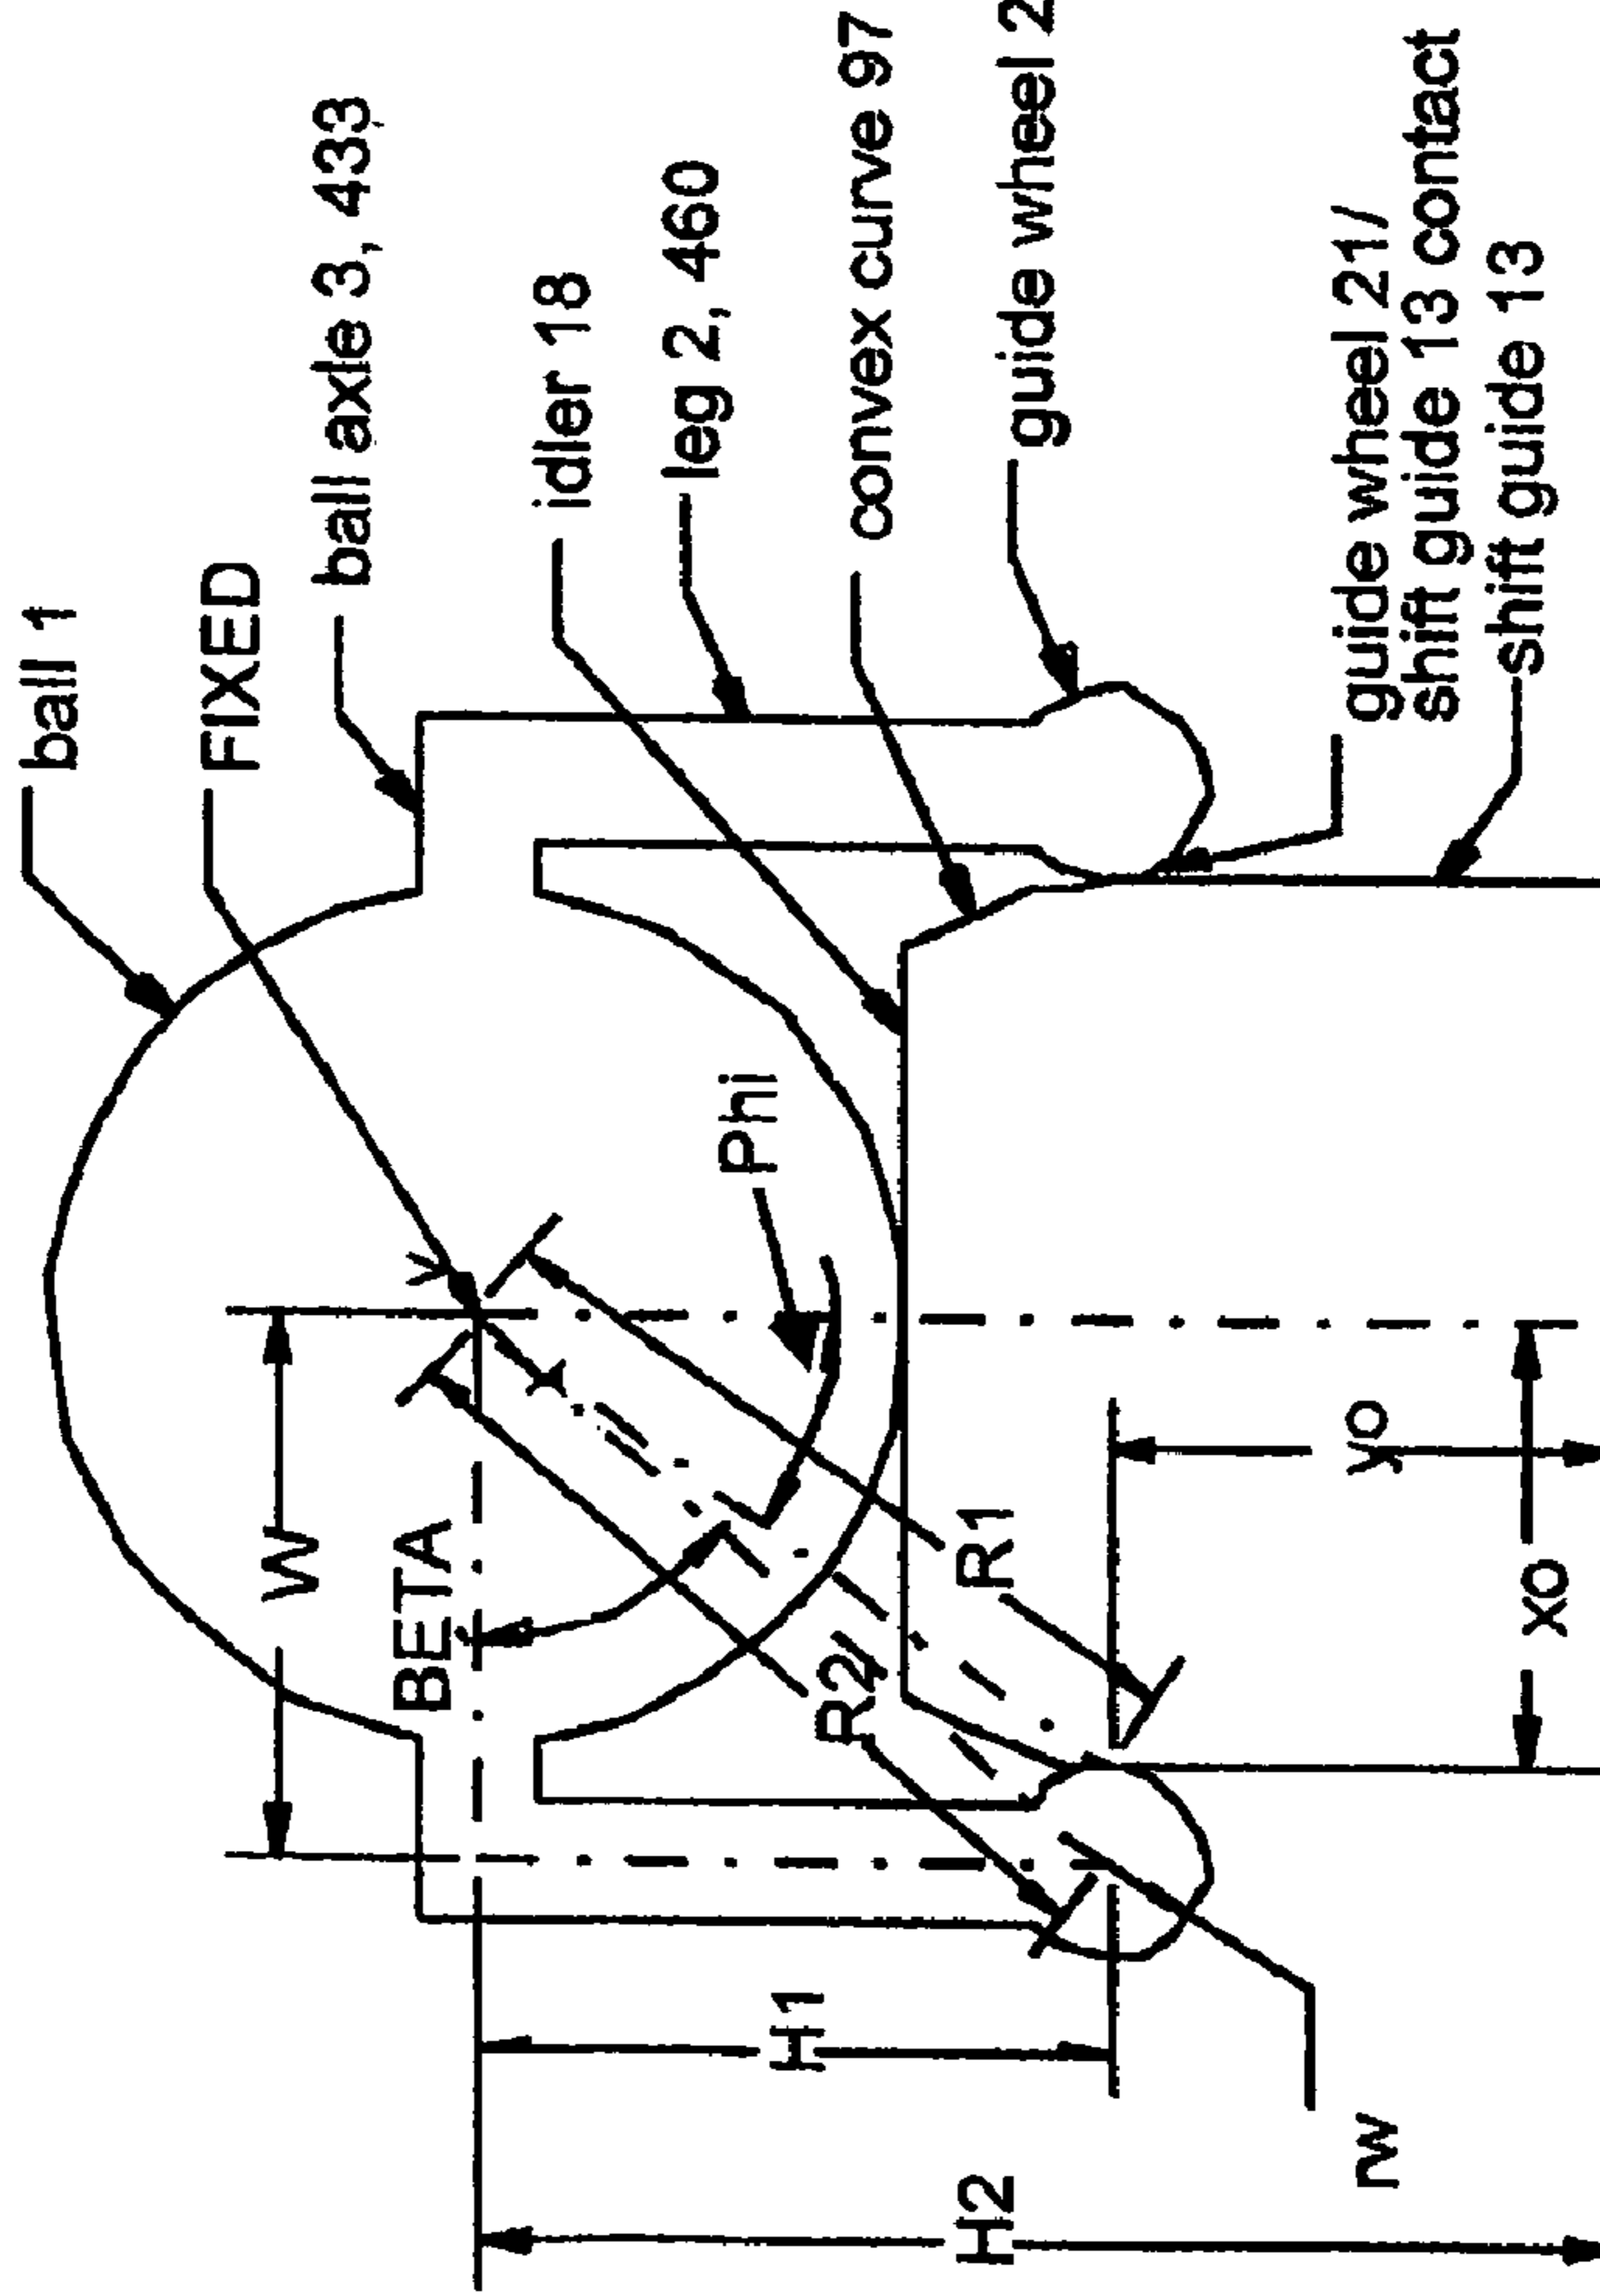 ball 1
FIXED
ball axle 3, 433,
idler 18
leg 2, 460
convex curve 97
guide wheel 2
guide wheel 21/
shift guide 13 contact
shift guide 13
Phi
y
x
W
BETA
R1
R2
yo
xo
H1
H2
rw